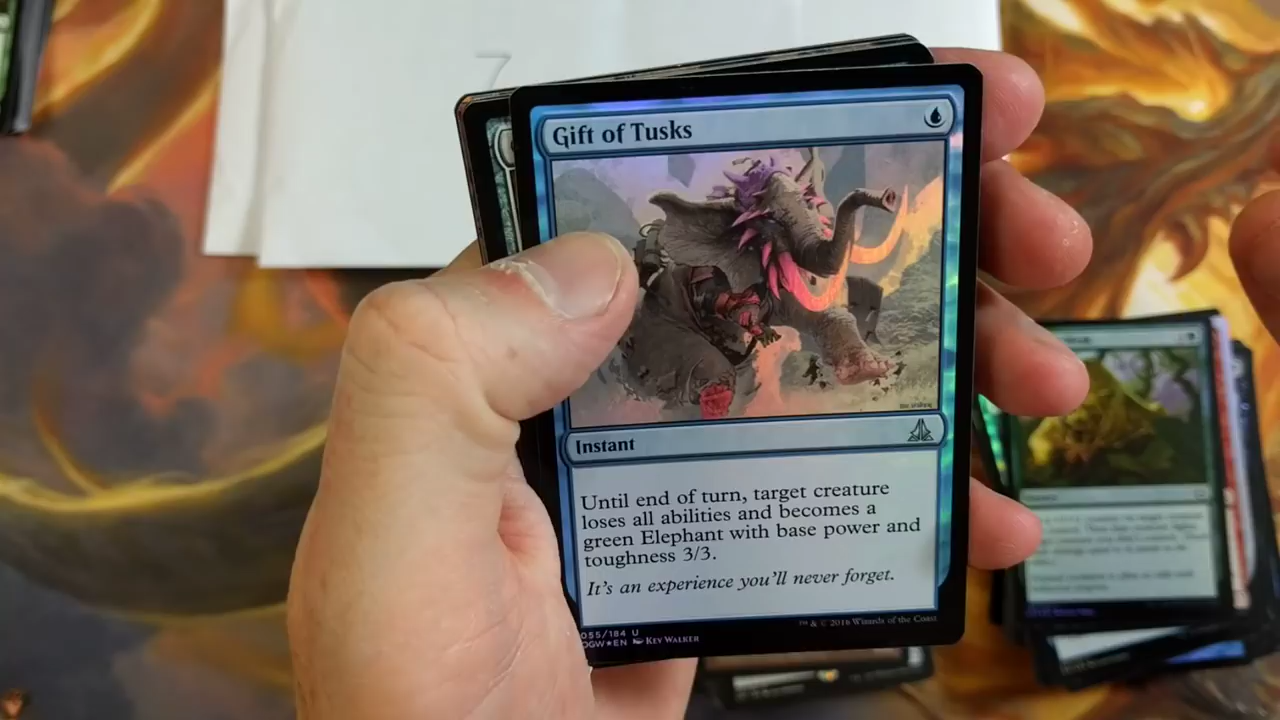 7
Gift of Tusks
Instant
Until end of turn, target creature
loses all abilities and becomes a
green Elephant with base power and
toughness 3/3.
It's an experience you'll never forget.
055/184 U
OGW★EN Kev Walker
™ & © 2016 Wizards of the Coast